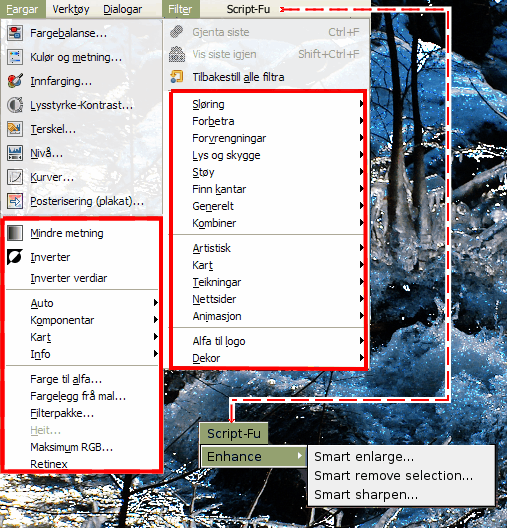 Fargar Verktøy Dialogar Filter Script-Fu
Fargebalanse...
Kulør og metning...
Innfarging...
Lysstyrke-Kontrast...
Terskel...
Nivå...
Kurver...
Posterisering (plakat)...
Mindre metning
Inverter
Inverter verdiar
Auto
Komponentar
Kart
Info
Farge til alfa...
Fargelegg frå mal...
Filterpakke...
Heit...
Maksimum RGB...
Retinex
Gjenta siste Ctrl+F
Vis siste igjen Shift+Ctrl+F
Tilbakestill alle filtra
Sløring
Forbetra
Forvrengningar
Lys og skygge
Støy
Finn kantar
Generelt
Kombiner
Artistisk
Kart
Teikningar
Nettsider
Animasjon
Alfa til logo
Dekor
Script-Fu
Enhance
Smart enlarge...
Smart remove selection...
Smart sharpen...